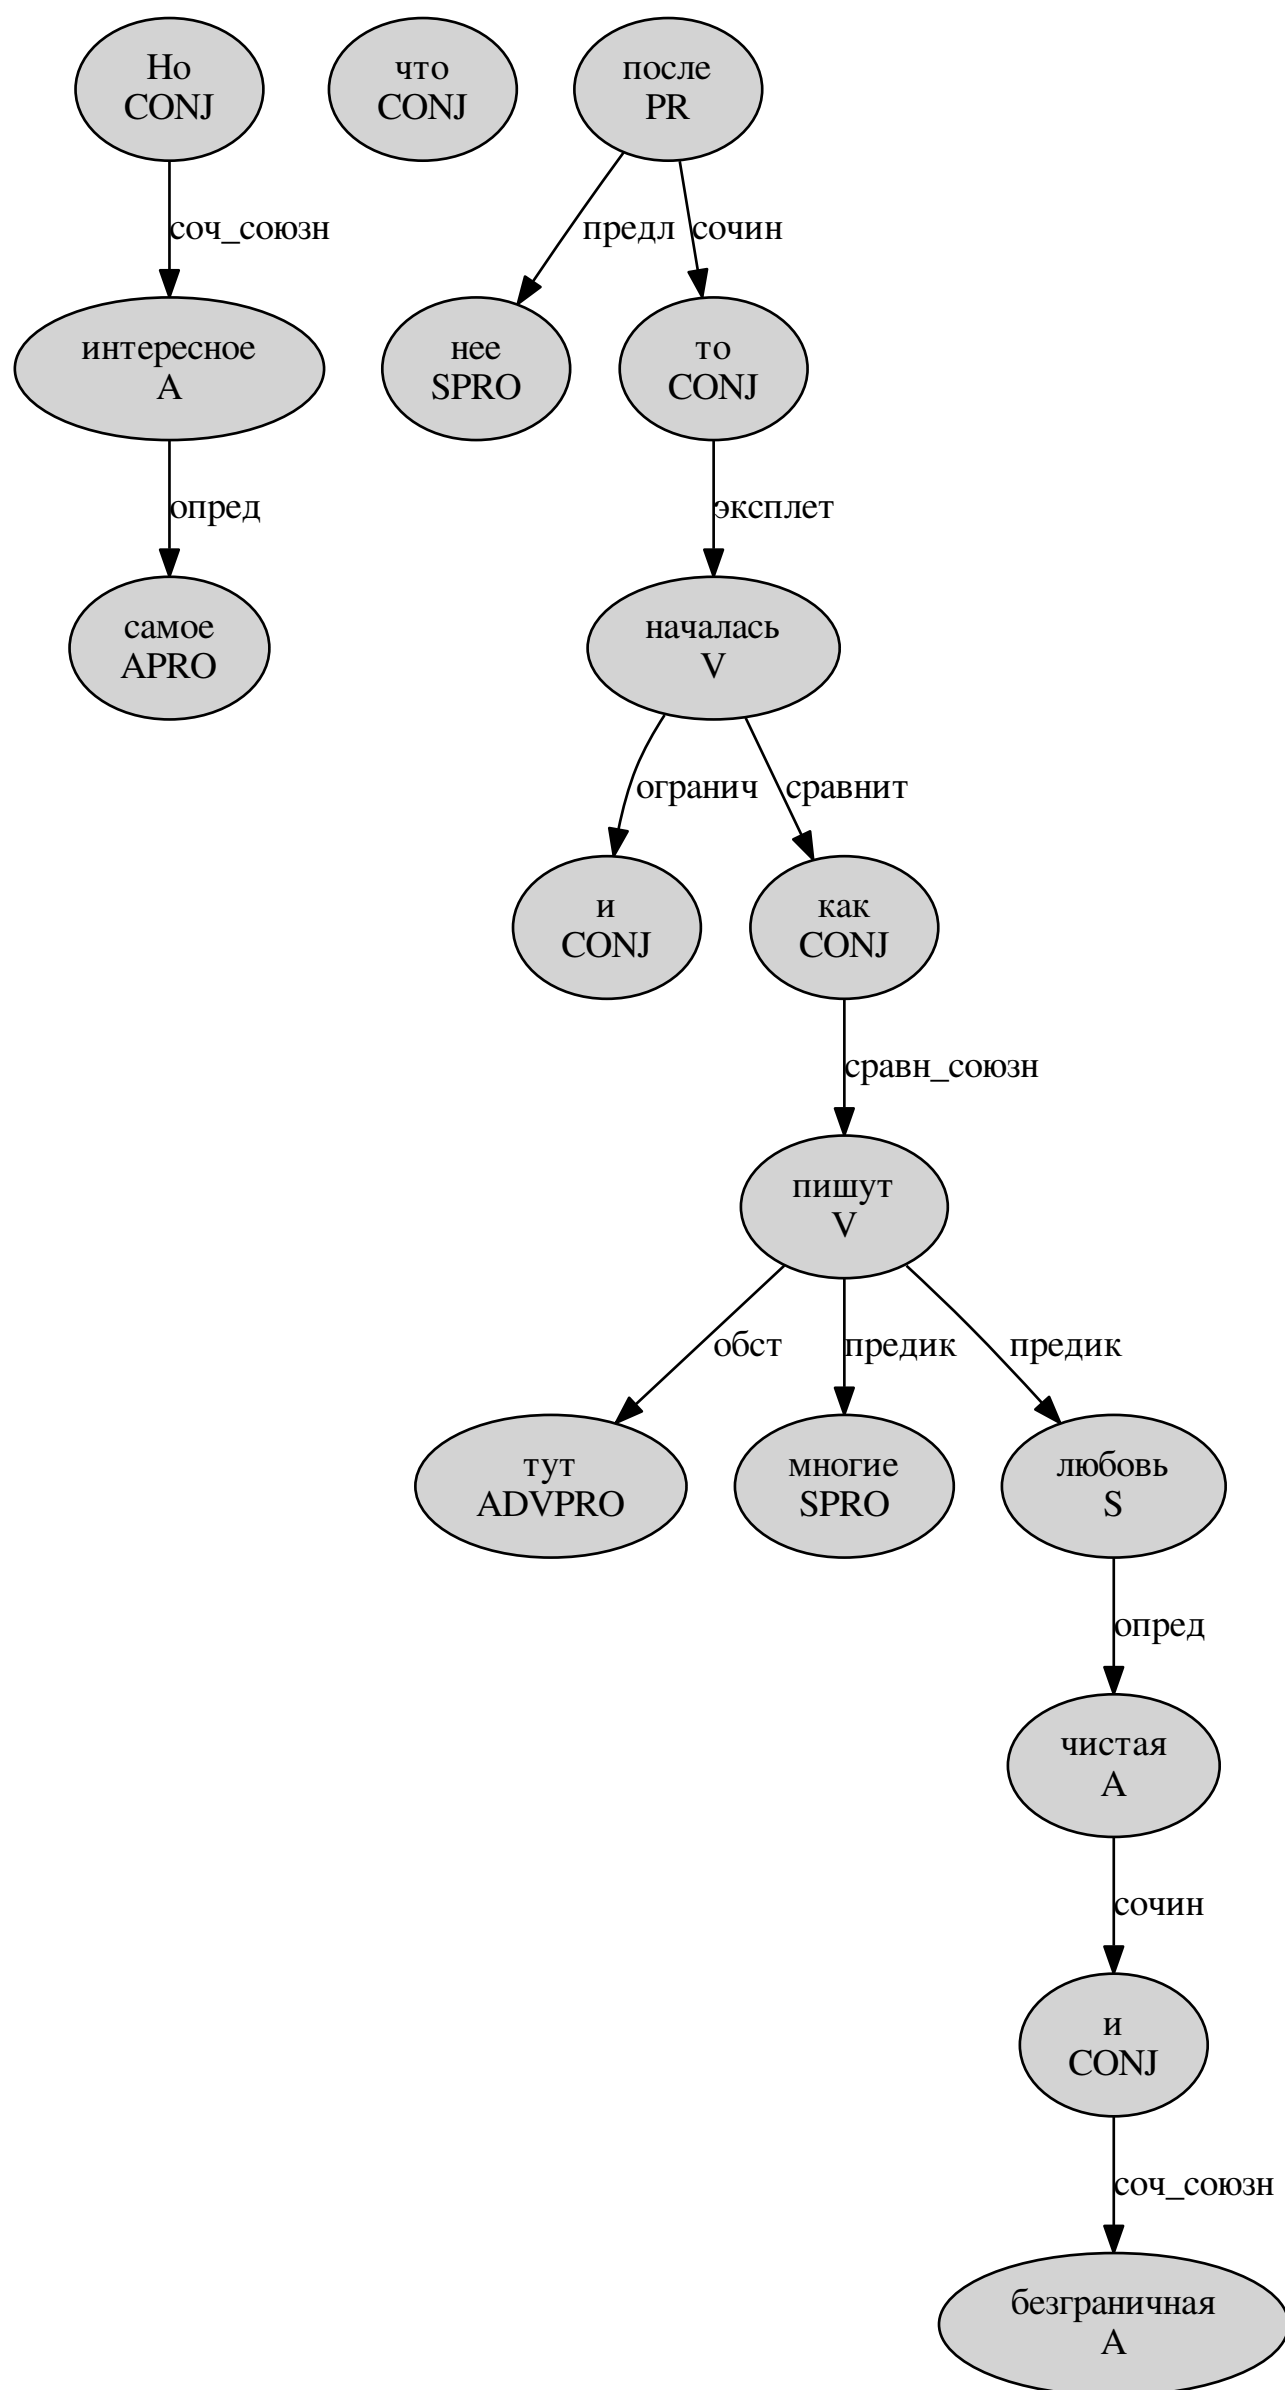 Но
CONJ
что
CONJ
после
PR
соч_союзн
предл
сочин
интересное
A
нее
SPRO
то
CONJ
опред
эксплет
самое
APRO
началась
V
огранич
сравнит
и
CONJ
как
CONJ
сравн_союзн
пишут
V
обст
предик
предик
тут
ADVPRO
многие
SPRO
любовь
S
опред
чистая
A
сочин
и
CONJ
соч_союзн
безграничная
A